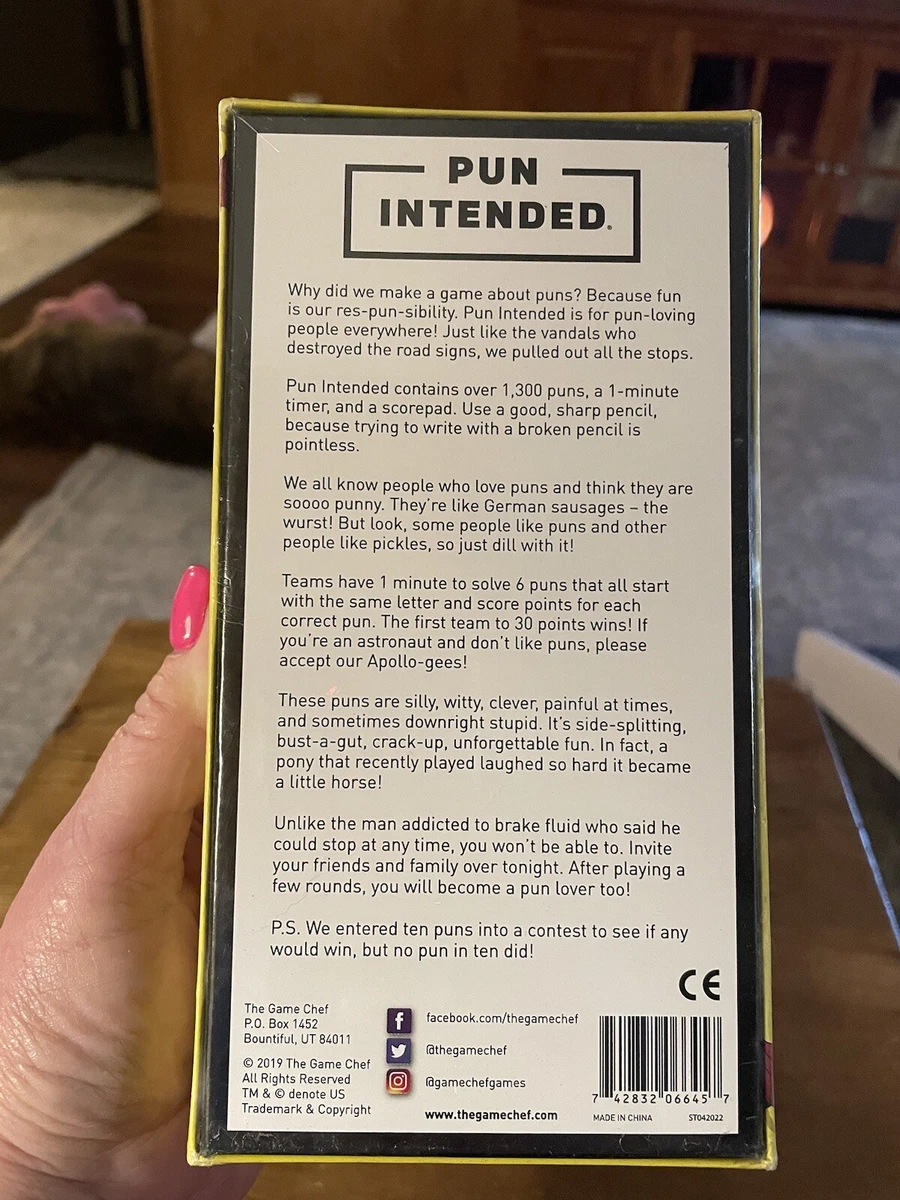 PUN
INTENDED®
Why did we make a game about puns? Because fun
is our res-pun-sibility. Pun Intended is for pun-loving
people everywhere! Just like the vandals who
destroyed the road signs, we pulled out all the stops.
Pun Intended contains over 1,300 puns, a 1-minute
timer, and a scorepad. Use a good, sharp pencil,
because trying to write with a broken pencil is
pointless.
We all know people who love puns and think they are
soooo punny. They're like German sausages – the
wurst! But look, some people like puns and other
people like pickles, so just dill with it!
Teams have 1 minute to solve 6 puns that all start
with the same letter and score points for each
correct pun. The first team to 30 points wins! If
you're an astronaut and don't like puns, please
accept our Apollo-gees!
These puns are silly, witty, clever, painful at times,
and sometimes downright stupid. It's side-splitting,
bust-a-gut, crack-up, unforgettable fun. In fact, a
pony that recently played laughed so hard it became
a little horse!
Unlike the man addicted to brake fluid who said he
could stop at any time, you won't be able to. Invite
your friends and family over tonight. After playing a
few rounds, you will become a pun lover too!
P.S. We entered ten puns into a contest to see if any
would win, but no pun in ten did!
CE
The Game Chef
P.O. Box 1452
Bountiful, UT 84011
© 2019 The Game Chef
All Rights Reserved
TM & © denote US
Trademark & Copyright
facebook.com/thegamechef
@thegamechef
@gamechefgames
www.thegamechef.com
7 42832 06645 7
MADE IN CHINA
ST042022